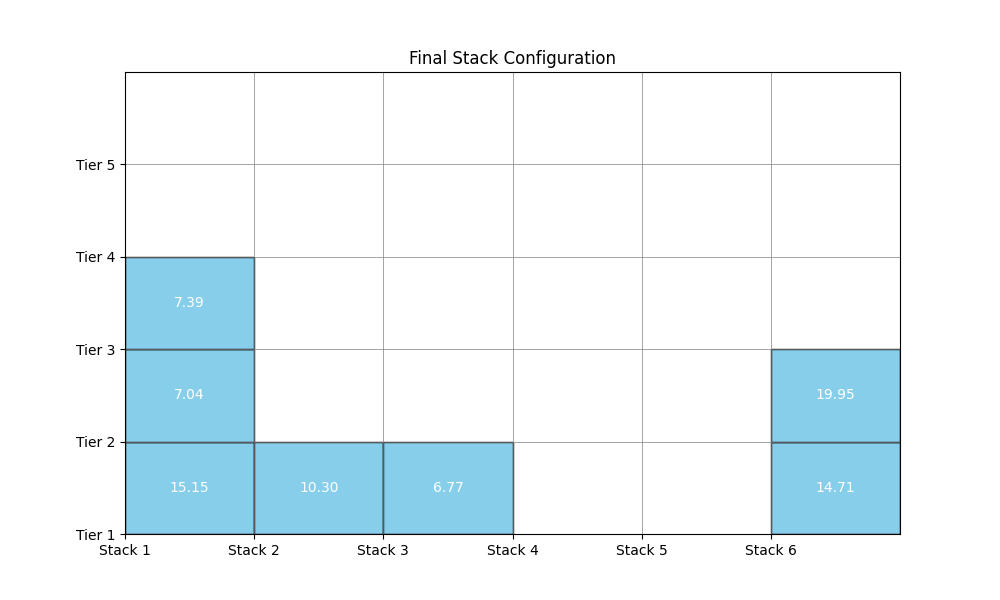 Final Stack Configuration
Tier 5
Tier 4
7.39
Tier 3
7.04
19.95
Tier 2
15.15
10.30
6.77
14.71
Tier 1
Stack 1
Stack 2
Stack 3
Stack 4
Stack 5
Stack 6